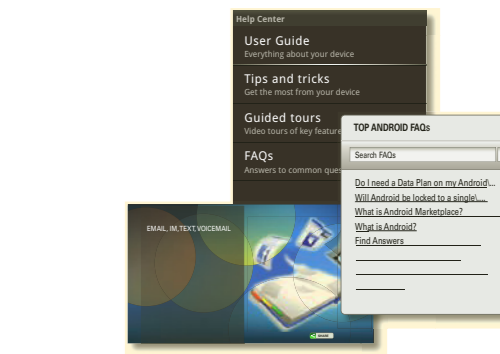 Help Center
User Guide
Everything about your device
Tips and tricks
Get the most from your device
Guided tours
Video tours of key feature
FAQs
Answers to common ques
TOP ANDROID FAQs
Search FAQs
Do I need a Data Plan on my Android\...
Will Android be locked to a single\....
What is Android Marketplace?
What is Android?
Find Answers
EMAIL, IM, TEXT, VOICEMAIL
SHARE